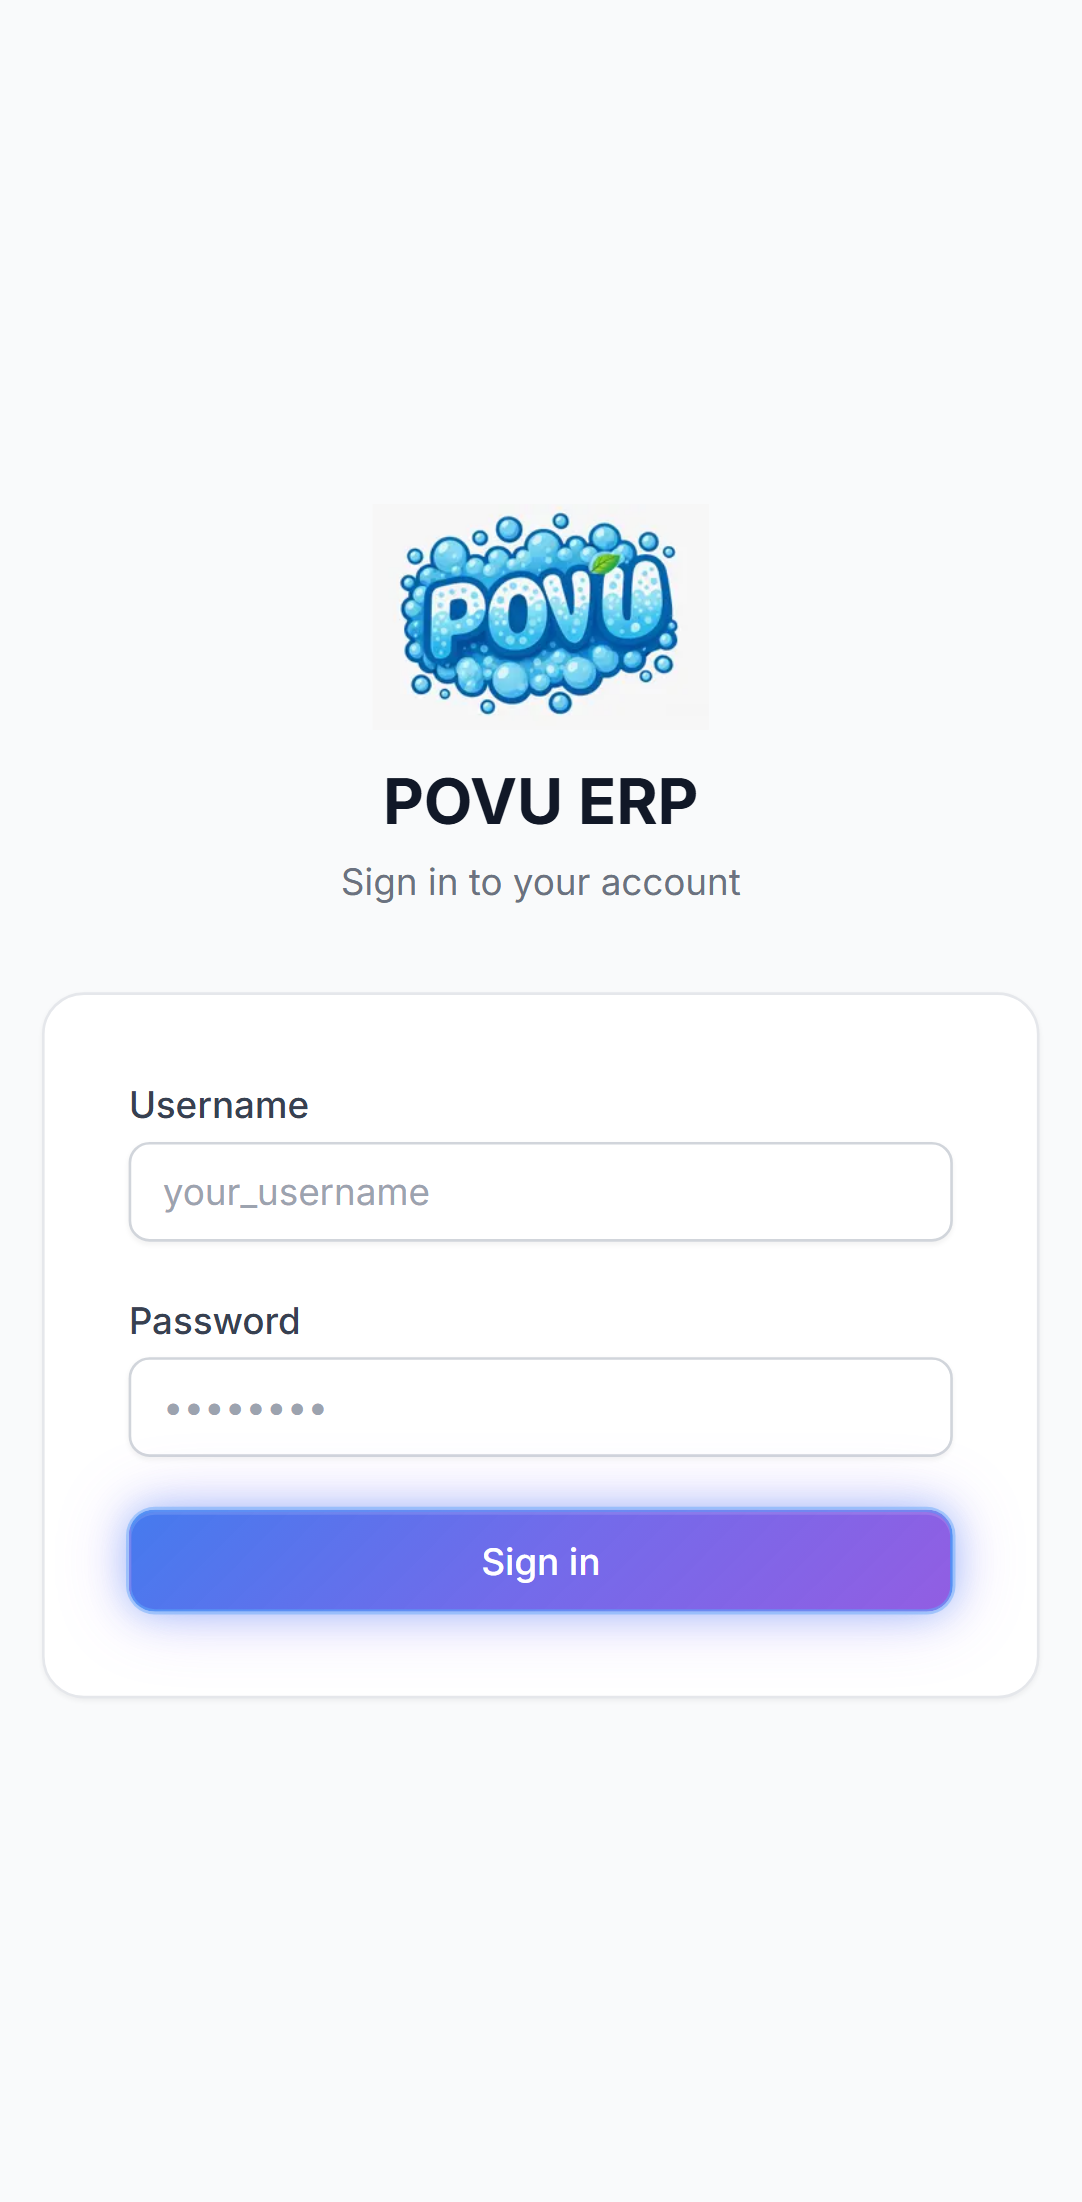 POVU
POVU ERP
Sign in to your account
Username
your_username
Password
••••••••
Sign in